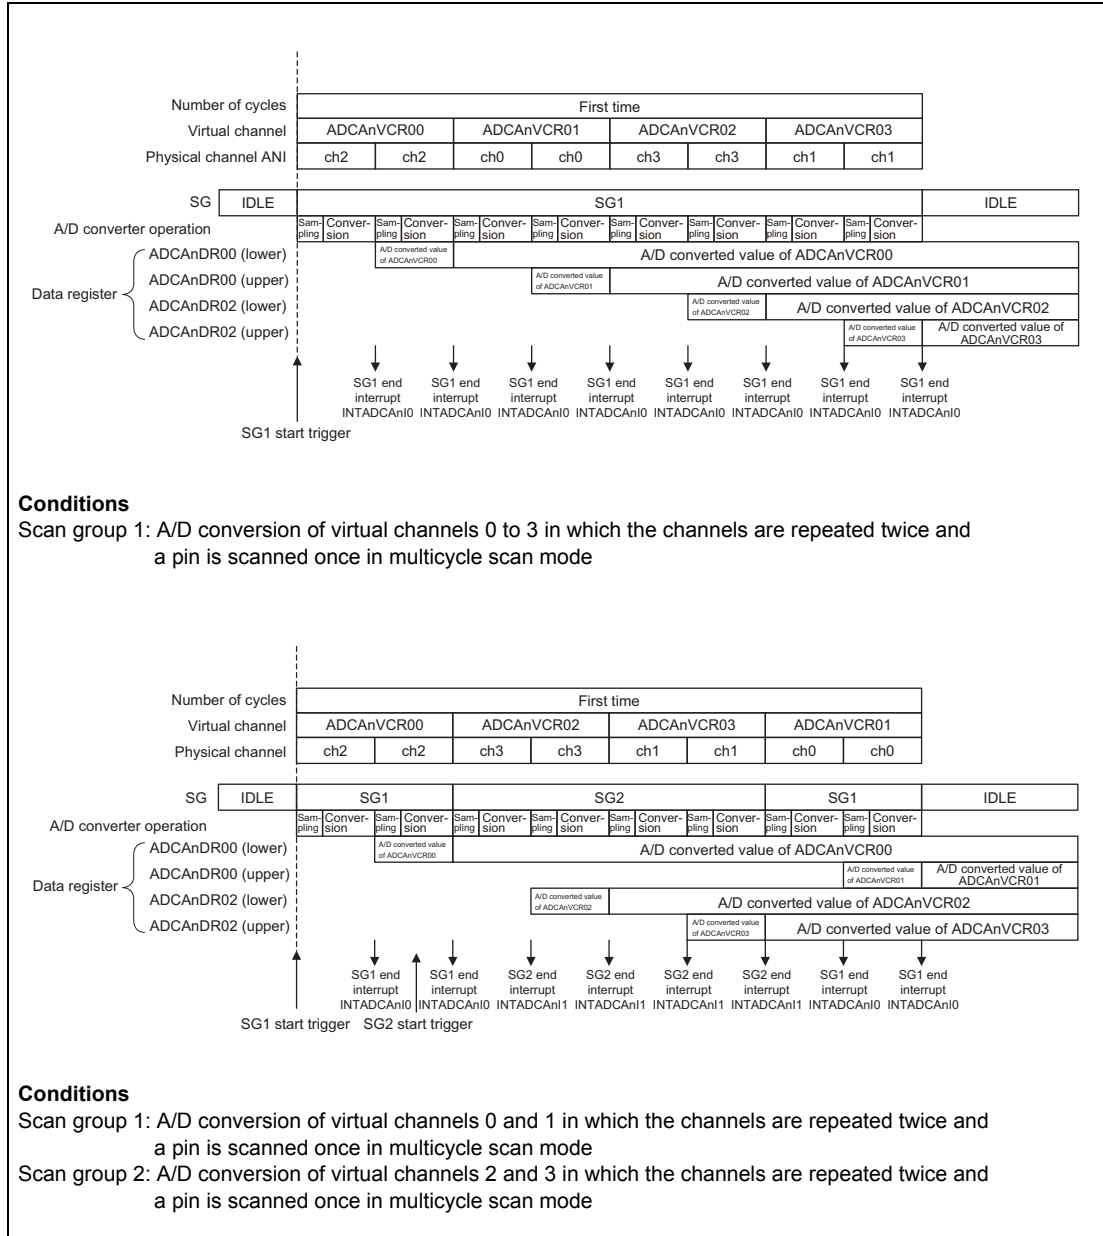 Number of cycles First time
Virtual channel ADCAnVCR00 ADCAnVCR01 ADCAnVCR02 ADCAnVCR03
Physical channel ANI ch2 ch2 ch0 ch0 ch3 ch3 ch1 ch1
SG IDLE SG1 IDLE
A/D converter operation Sam- Conver- Sam- Conver- Sam- Conver- Sam- Conver- Sam- Conver- Sam- Conver- Sam- Conver- Sam- Conver-
pling sion pling sion pling sion pling sion pling sion pling sion pling sion pling sion
Data register
ADCAnDR00 (lower) A/D converted value of ADCAnVCR00 A/D converted value of ADCAnVCR00
ADCAnDR00 (upper) A/D converted value of ADCAnVCR01 A/D converted value of ADCAnVCR01
ADCAnDR02 (lower) A/D converted value of ADCAnVCR02 A/D converted value of ADCAnVCR02
ADCAnDR02 (upper) A/D converted value of ADCAnVCR03 A/D converted value of ADCAnVCR03
SG1 end SG1 end SG1 end SG1 end SG1 end SG1 end SG1 end SG1 end
interrupt interrupt interrupt interrupt interrupt interrupt interrupt interrupt
INTADCAnI0 INTADCAnI0 INTADCAnI0 INTADCAnI0 INTADCAnI0 INTADCAnI0 INTADCAnI0 INTADCAnI0
SG1 start trigger
Conditions
Scan group 1: A/D conversion of virtual channels 0 to 3 in which the channels are repeated twice and
a pin is scanned once in multicycle scan mode
Number of cycles First time
Virtual channel ADCAnVCR00 ADCAnVCR02 ADCAnVCR03 ADCAnVCR01
Physical channel ch2 ch2 ch3 ch3 ch1 ch1 ch0 ch0
SG IDLE SG1 SG2 SG1 IDLE
A/D converter operation Sam- Conver- Sam- Conver- Sam- Conver- Sam- Conver- Sam- Conver- Sam- Conver- Sam- Conver- Sam- Conver-
pling sion pling sion pling sion pling sion pling sion pling sion pling sion pling sion
Data register
ADCAnDR00 (lower) A/D converted value of ADCAnVCR00 A/D converted value of ADCAnVCR00
ADCAnDR00 (upper) A/D converted value of ADCAnVCR01 A/D converted value of ADCAnVCR01
ADCAnDR02 (lower) A/D converted value of ADCAnVCR02 A/D converted value of ADCAnVCR02
ADCAnDR02 (upper) A/D converted value of ADCAnVCR03 A/D converted value of ADCAnVCR03
SG1 end SG1 end SG2 end SG2 end SG2 end SG2 end SG1 end SG1 end
interrupt interrupt interrupt interrupt interrupt interrupt interrupt interrupt
INTADCAnI0 INTADCAnI0 INTADCAnI1 INTADCAnI1 INTADCAnI1 INTADCAnI1 INTADCAnI0 INTADCAnI0
SG1 start trigger SG2 start trigger
Conditions
Scan group 1: A/D conversion of virtual channels 0 and 1 in which the channels are repeated twice and
a pin is scanned once in multicycle scan mode
Scan group 2: A/D conversion of virtual channels 2 and 3 in which the channels are repeated twice and
a pin is scanned once in multicycle scan mode